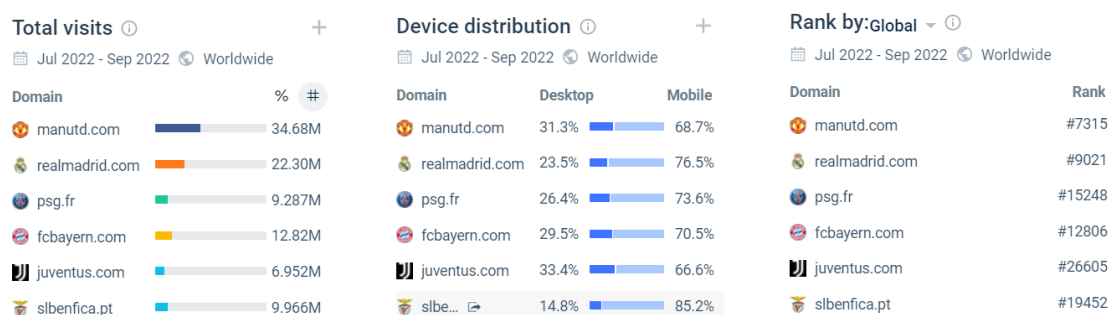 Total visits
Jul 2022 - Sep 2022 Worldwide
Domain % #
manutd.com 34.68M
realmadrid.com 22.30M
psg.fr 9.287M
fcbayern.com 12.82M
juventus.com 6.952M
slbenfica.pt 9.966M
Device distribution
Jul 2022 - Sep 2022 Worldwide
Domain Desktop Mobile
manutd.com 31.3% 68.7%
realmadrid.com 23.5% 76.5%
psg.fr 26.4% 73.6%
fcbayern.com 29.5% 70.5%
juventus.com 33.4% 66.6%
slbe... 14.8% 85.2%
Rank by:Global
Jul 2022 - Sep 2022 Worldwide
Domain Rank
manutd.com #7315
realmadrid.com #9021
psg.fr #15248
fcbayern.com #12806
juventus.com #26605
slbenfica.pt #19452